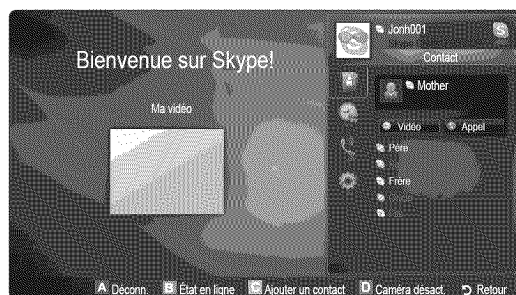 Jonh001
Bienvenue sur Skype!
Contact
Mother
Ma vidéo
Vidéo Appel
Père
Frère
A Déconn. B État en ligne C Ajouter un contact D Caméra désact. Retour